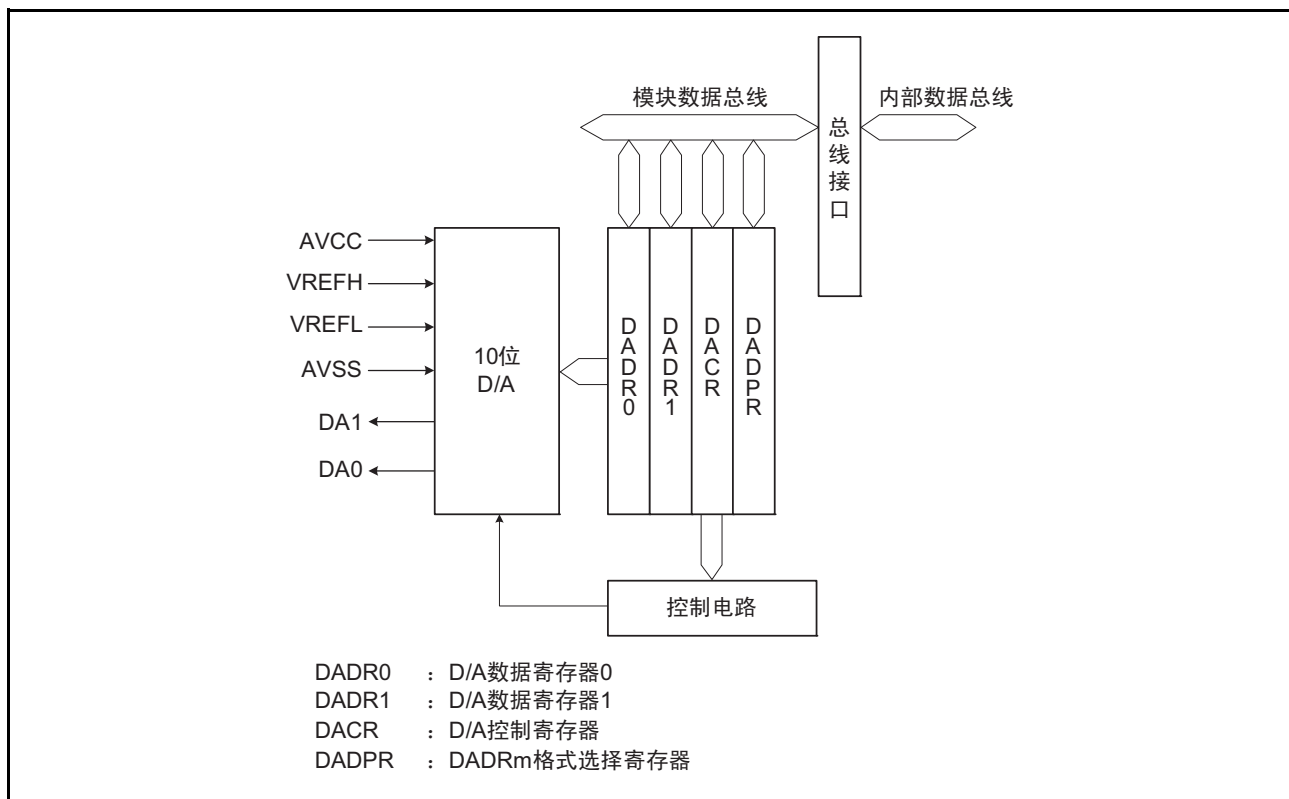 模块数据总线
内部数据总线
总线接口
AVCC
VREFH
VREFL
AVSS
DA1
DA0
10位
D/A
DADR0
DADR1
DACR
DADPR
控制电路
DADR0 ：D/A数据寄存器0
DADR1 ：D/A数据寄存器1
DACR ：D/A控制寄存器
DADPR ：DADRm格式选择寄存器